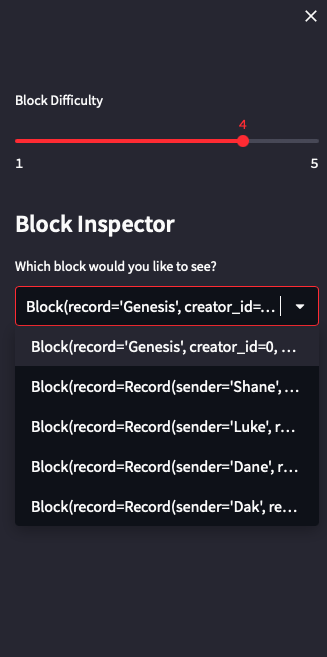 Block Difficulty
4
1 5
Block Inspector
Which block would you like to see?
Block(record='Genesis', creator_id=...
Block(record='Genesis', creator_id=0, ...
Block(record=Record(sender='Shane', ...
Block(record=Record(sender='Luke', r...
Block(record=Record(sender='Dane', r...
Block(record=Record(sender='Dak', re...